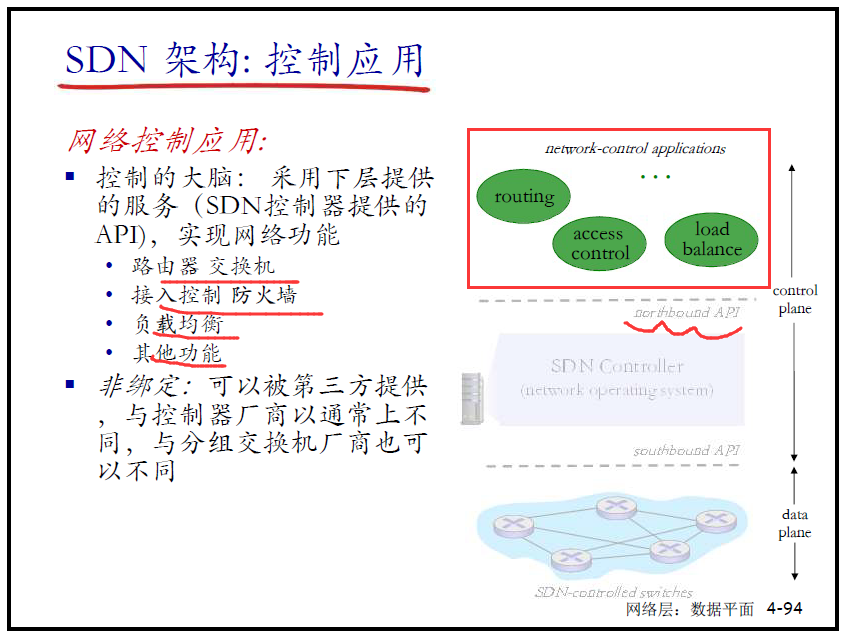 SDN 架构: 控制应用
网络控制应用:
控制的大脑： 采用下层提供
的服务（SDN控制器提供的
API)，实现网络功能
路由器 交换机
接入控制 防火墙
负载均衡
其他功能
非绑定：可以被第三方提供
，与控制器厂商以通常上不
同，与分组交换机厂商也可
以不同
network-control applications
...
routing
access
control
load
balance
control
plane
northbound API
SDN Controller
(network operating system)
southbound API
data
plane
SDN-controlled switches
网络层：数据平面 4-94